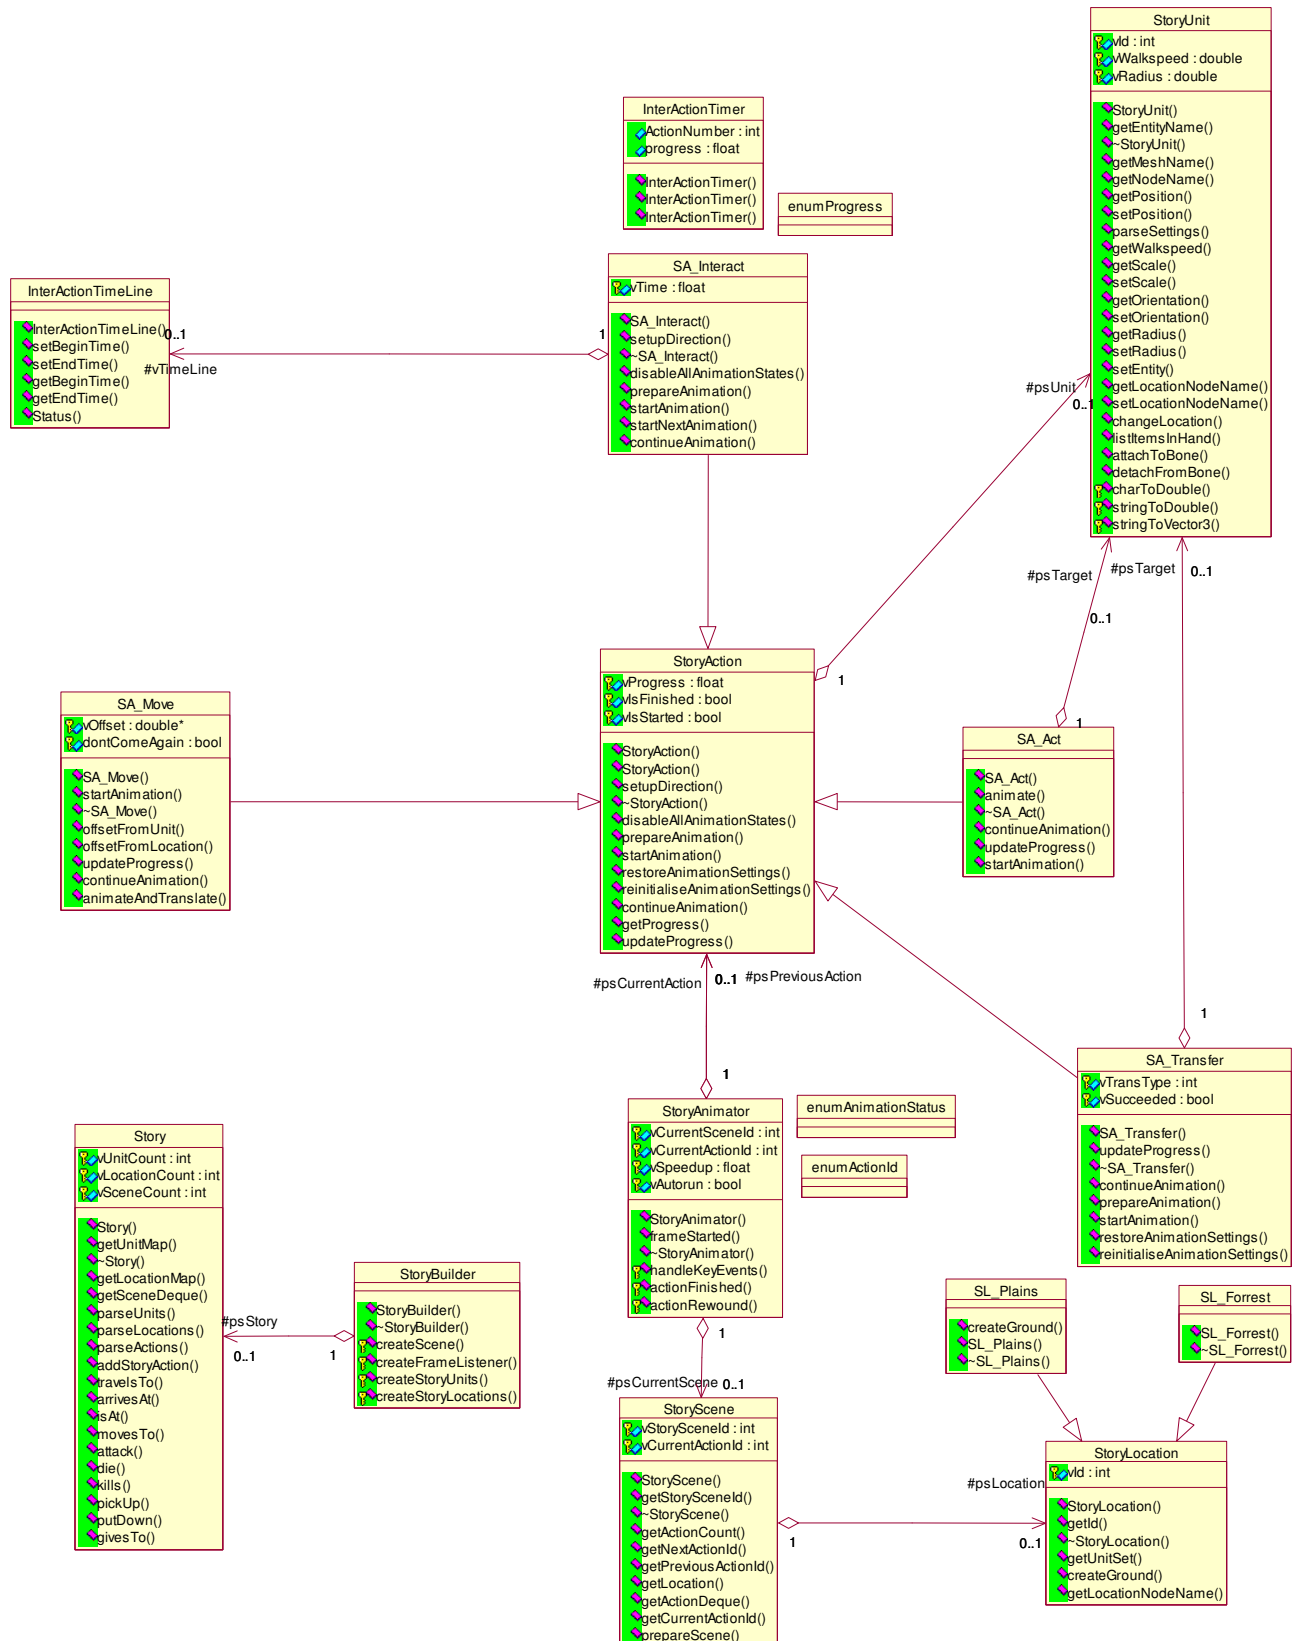 StoryUnit
vId : int
vWalkspeed : double
vRadius : double
StoryUnit()
getEntityName()
~StoryUnit()
getMeshName()
getNodeName()
getPosition()
setPosition()
parseSettings()
getWalkspeed()
getScale()
setScale()
getOrientation()
setOrientation()
getRadius()
setRadius()
setEntity()
getLocationNodeName()
setLocationNodeName()
changeLocation()
listItemsInHand()
attachToBone()
detachFromBone()
charToDouble()
stringToDouble()
stringToVector3()
InterActionTimer
ActionNumber : int
progress : float
InterActionTimer()
InterActionTimer()
InterActionTimer()
enumProgress
SA_Interact
vTime : float
SA_Interact()
setupDirection()
~SA_Interact()
disableAllAnimationStates()
prepareAnimation()
startAnimation()
startNextAnimation()
continueAnimation()
InterActionTimeLine
InterActionTimeLine()
setBeginTime()
setEndTime()
getBeginTime()
getEndTime()
Status()
0..1
#vTimeLine
1
#psUnit
0..1
1
#psTarget
0..1
1
#psTarget
0..1
1
StoryAction
vProgress : float
vIsFinished : bool
vIsStarted : bool
StoryAction()
StoryAction()
setupDirection()
~StoryAction()
disableAllAnimationStates()
prepareAnimation()
startAnimation()
restoreAnimationSettings()
reinitialiseAnimationSettings()
continueAnimation()
getProgress()
updateProgress()
SA_Move
vOffset : double*
dontComeAgain : bool
SA_Move()
startAnimation()
~SA_Move()
offsetFromUnit()
offsetFromLocation()
updateProgress()
continueAnimation()
animateAndTranslate()
SA_Act
SA_Act()
animate()
~SA_Act()
continueAnimation()
updateProgress()
startAnimation()
#psCurrentAction
0..1
#psPreviousAction
1
SA_Transfer
vTransType : int
vSucceeded : bool
SA_Transfer()
updateProgress()
~SA_Transfer()
continueAnimation()
prepareAnimation()
startAnimation()
restoreAnimationSettings()
reinitialiseAnimationSettings()
StoryAnimator
vCurrentSceneId : int
vCurrentActionId : int
vSpeedup : float
vAutorun : bool
StoryAnimator()
frameStarted()
~StoryAnimator()
handleKeyEvents()
actionFinished()
actionRewound()
enumAnimationStatus
enumActionId
Story
vUnitCount : int
vLocationCount : int
vSceneCount : int
Story()
getUnitMap()
~Story()
getLocationMap()
getSceneDeque()
parseUnits()
parseLocations()
parseActions()
addStoryAction()
travelsTo()
arrivesAt()
isAt()
movesTo()
attack()
die()
kills()
pickUp()
putDown()
givesTo()
#psStory
0..1
1
StoryBuilder
StoryBuilder()
~StoryBuilder()
createScene()
createFrameListener()
createStoryUnits()
createStoryLocations()
1
#psCurrentScene
0..1
StoryScene
vStorySceneId : int
vCurrentActionId : int
StoryScene()
getStorySceneId()
~StoryScene()
getActionCount()
getNextActionId()
getPreviousActionId()
getLocation()
getActionDeque()
getCurrentActionId()
prepareScene()
SL_Plains
createGround()
SL_Plains()
~SL_Plains()
SL_Forrest
SL_Forrest()
~SL_Forrest()
#psLocation
0..1
1
StoryLocation
vId : int
StoryLocation()
getId()
~StoryLocation()
getUnitSet()
createGround()
getLocationNodeName()